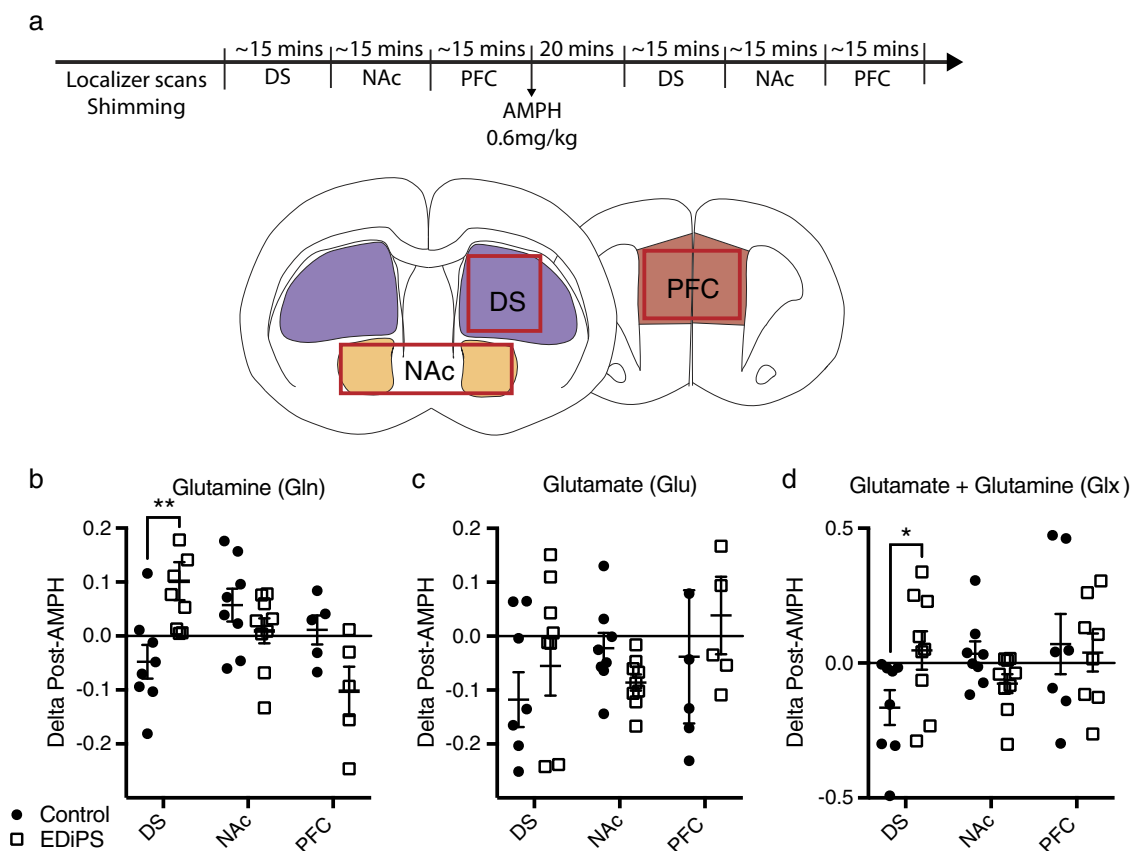 a
~15 mins ~15 mins ~15 mins 20 mins ~15 mins ~15 mins ~15 mins
Localizer scans
Shimming
DS NAc PFC DS NAc PFC
AMPH
0.6mg/kg
DS
NAc
PFC
b
Glutamine (Gln)
**
Delta Post-AMPH
0.2
0.1
0.0
-0.1
-0.2
DS NAc PFC
c
Glutamate (Glu)
Delta Post-AMPH
0.2
0.1
0.0
-0.1
-0.2
DS NAc PFC
d
Glutamate + Glutamine (Glx)
*
Delta Post-AMPH
0.5
0.0
-0.5
DS NAc PFC
Control
EDiPS